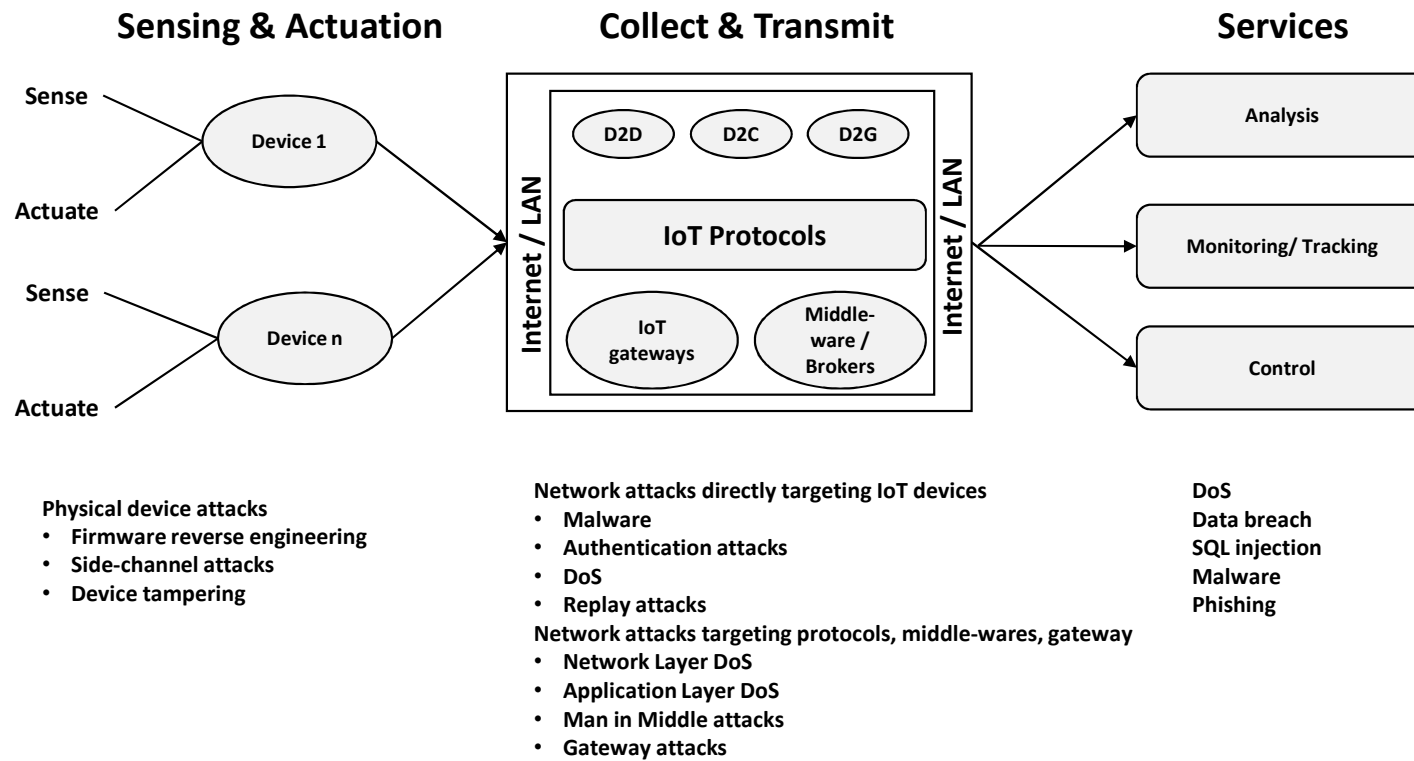 Sensing & Actuation
Collect & Transmit
Services
Sense
Actuate
Device 1
Sense
Actuate
Device n
Internet / LAN
D2D
D2C
D2G
IoT Protocols
IoT
gateways
Middle-
ware /
Brokers
Internet / LAN
Analysis
Monitoring/ Tracking
Control
Physical device attacks
• Firmware reverse engineering
• Side-channel attacks
• Device tampering
Network attacks directly targeting IoT devices
• Malware
• Authentication attacks
• DoS
• Replay attacks
Network attacks targeting protocols, middle-wares, gateway
• Network Layer DoS
• Application Layer DoS
• Man in Middle attacks
• Gateway attacks
DoS
Data breach
SQL injection
Malware
Phishing